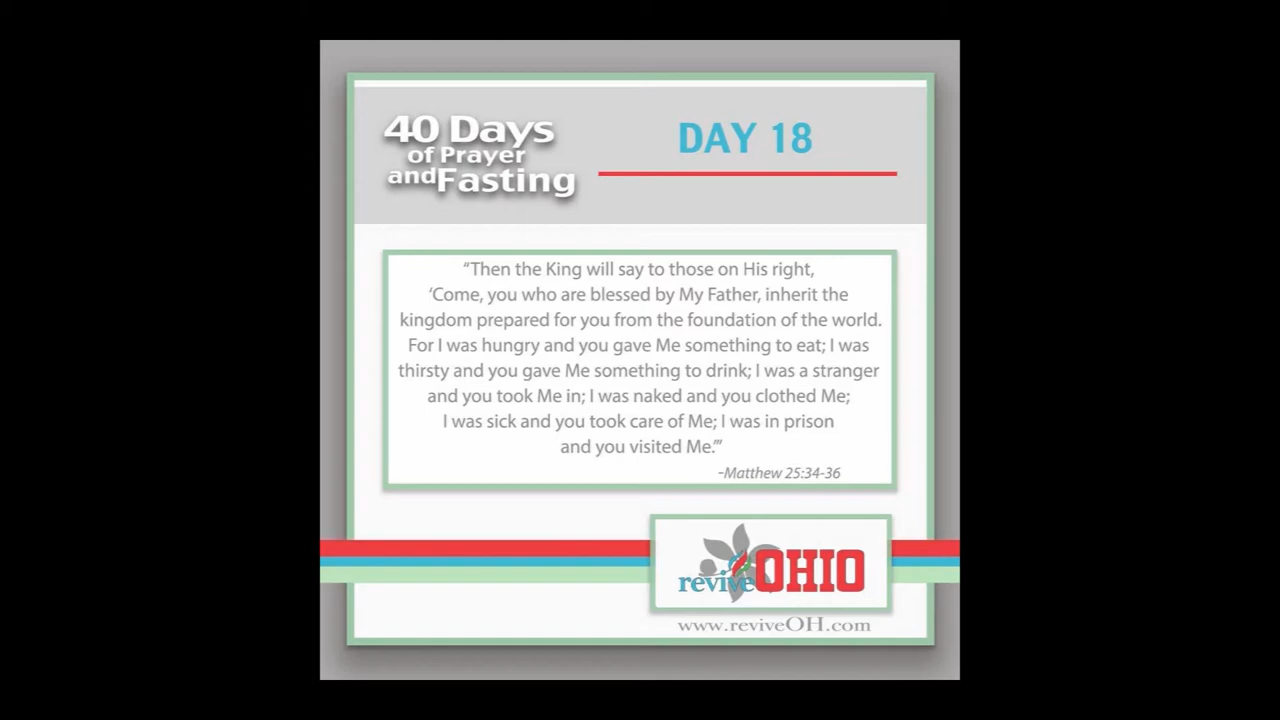 40 Days
of Prayer
and Fasting
DAY 18
“Then the King will say to those on His right,
‘Come, you who are blessed by My Father, inherit the
kingdom prepared for you from the foundation of the world.
For I was hungry and you gave Me something to eat; I was
thirsty and you gave Me something to drink; I was a stranger
and you took Me in; I was naked and you clothed Me;
I was sick and you took care of Me; I was in prison
and you visited Me.’”
-Matthew 25:34-36
revive OHIO
www.reviveOH.com